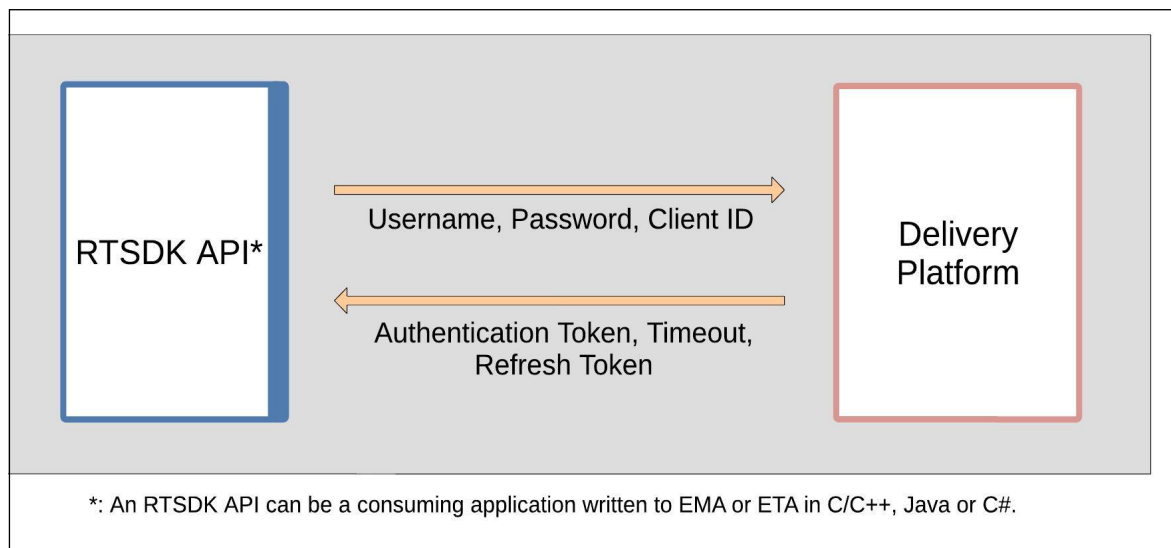 RTSDK API*
Username, Password, Client ID
Delivery
Platform
Authentication Token, Timeout,
Refresh Token
*: An RTSDK API can be a consuming application written to EMA or ETA in C/C++, Java or C#.